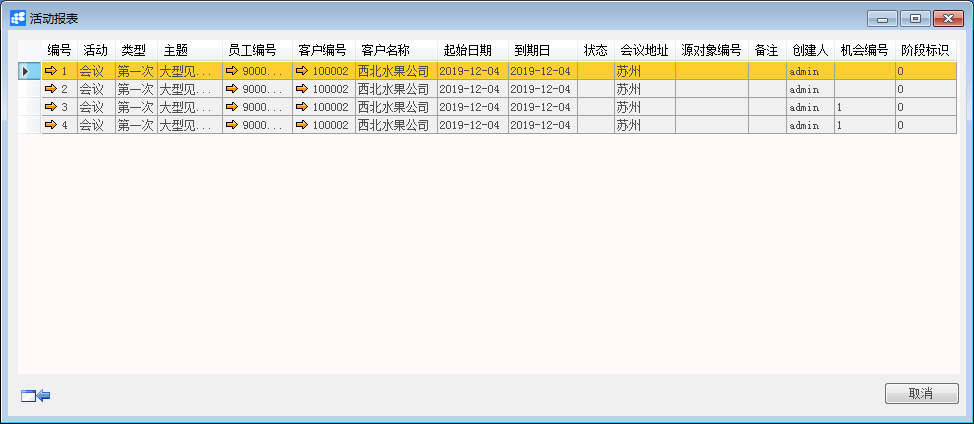 活动报表
编号 活动 类型 主题 员工编号 客户编号 客户名称 起始日期 到期日 状态 会议地址 源对象编号 备注 创建人 机会编号 阶段标识
1 会议 第一次 大型见... 9000... 100002 西北水果公司 2019-12-04 2019-12-04 苏州 admin 0
2 会议 第一次 大型见... 9000... 100002 西北水果公司 2019-12-04 2019-12-04 苏州 admin 0
3 会议 第一次 大型见... 9000... 100002 西北水果公司 2019-12-04 2019-12-04 苏州 admin 1 0
4 会议 第一次 大型见... 9000... 100002 西北水果公司 2019-12-04 2019-12-04 苏州 admin 1 0
取消